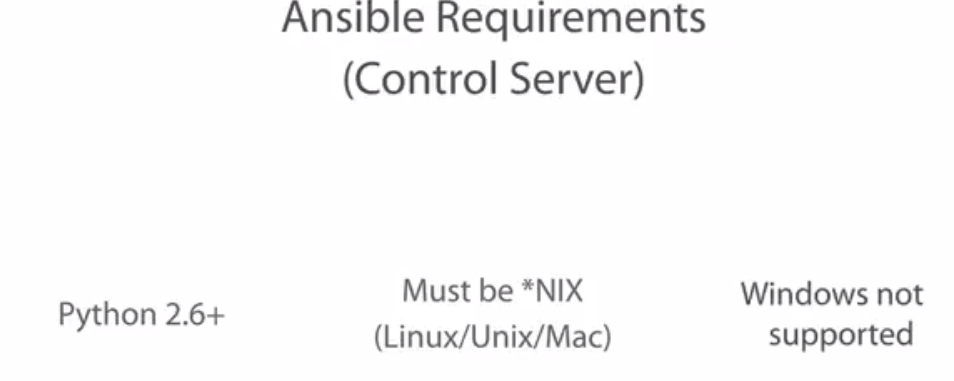 Ansible Requirements
(Control Server)
Python 2.6+
Must be *NIX
(Linux/Unix/Mac)
Windows not
supported